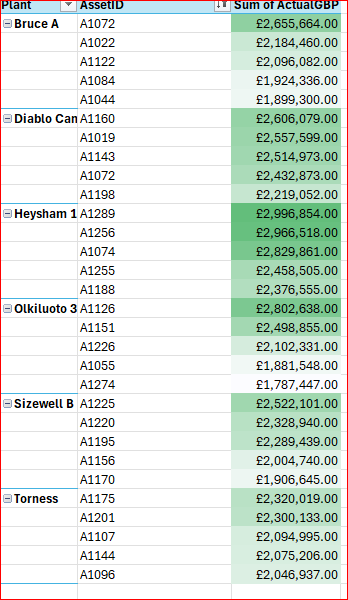 Plant AssetID Sum of ActualGBP
Bruce A A1072 £2,655,664.00
A1022 £2,184,460.00
A1122 £2,096,082.00
A1084 £1,924,336.00
A1044 £1,899,300.00
Diablo Can A1160 £2,606,079.00
A1019 £2,557,599.00
A1143 £2,514,973.00
A1072 £2,432,873.00
A1198 £2,219,052.00
Heysham 1 A1289 £2,996,854.00
A1256 £2,966,518.00
A1074 £2,829,861.00
A1255 £2,458,505.00
A1188 £2,376,555.00
Olkiluoto 3 A1126 £2,802,638.00
A1151 £2,498,855.00
A1226 £2,102,331.00
A1055 £1,881,548.00
A1274 £1,787,447.00
Sizewell B A1225 £2,522,101.00
A1220 £2,328,940.00
A1195 £2,289,439.00
A1156 £2,004,740.00
A1170 £1,906,645.00
Torness A1175 £2,320,019.00
A1201 £2,300,133.00
A1107 £2,094,995.00
A1144 £2,075,206.00
A1096 £2,046,937.00